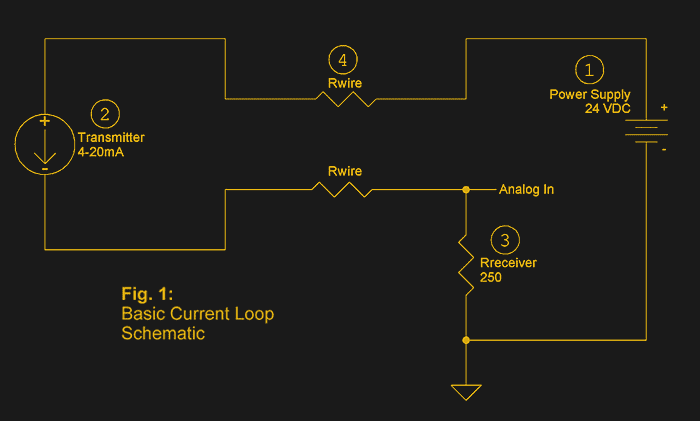 4
Rwire
1
Power Supply
24 VDC
+
-
2
+
Transmitter
4-20mA
-
Rwire
Analog In
3
Rreceiver
250
Fig. 1:
Basic Current Loop
Schematic